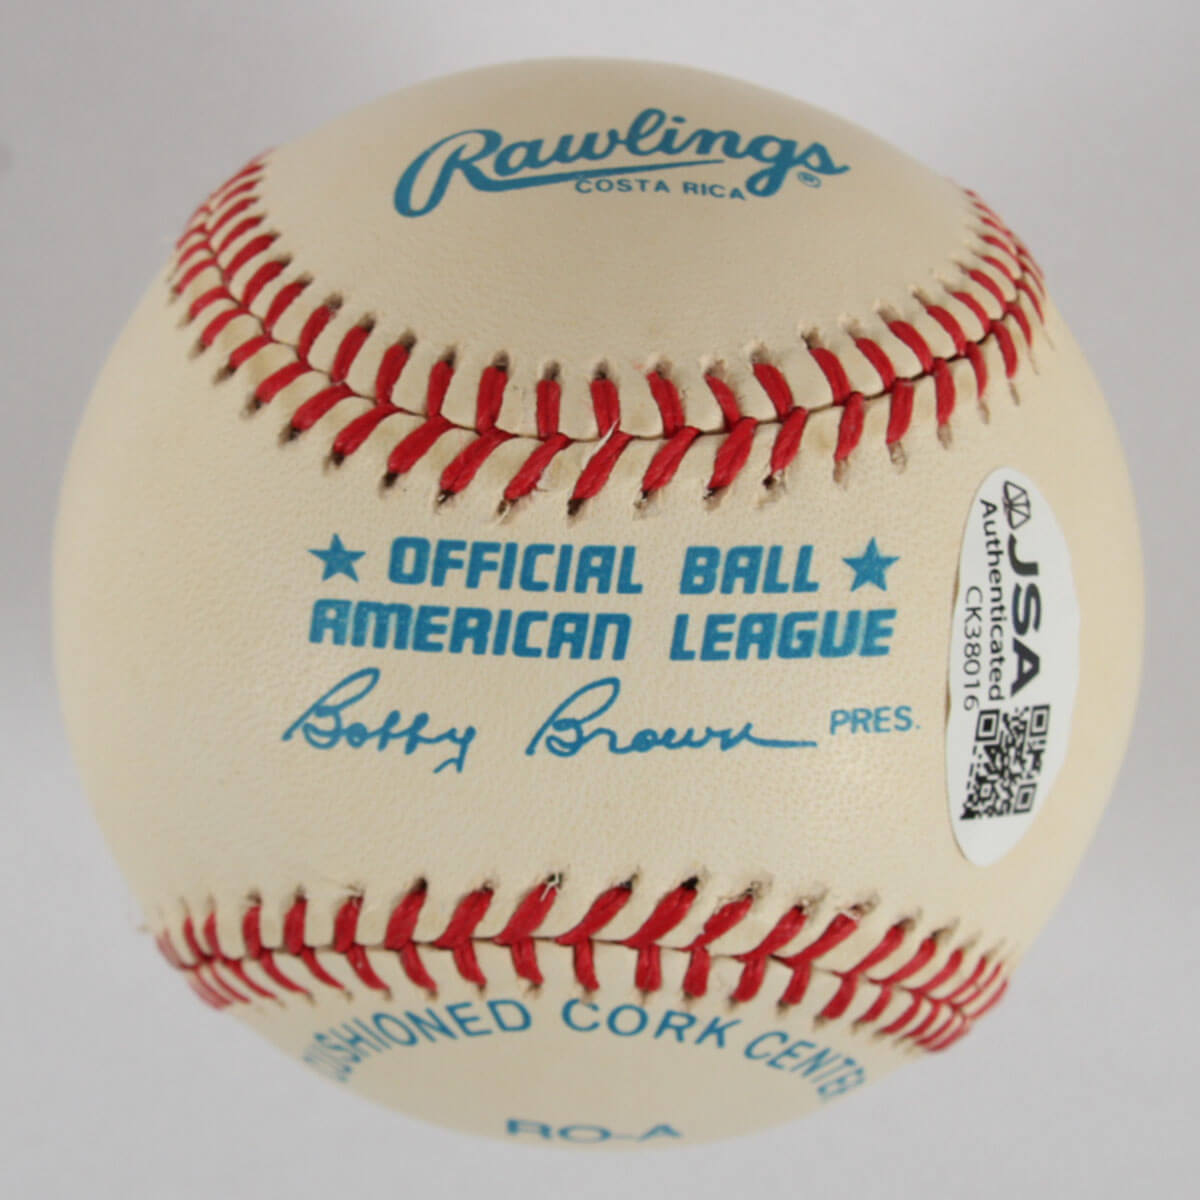 Rawlings®
COSTA RICA
★ OFFICIAL BALL ★
AMERICAN LEAGUE
Bobby Brown PRES.
JSA
Authenticated
CK38016
CUSHIONED CORK CENTER
RO-A